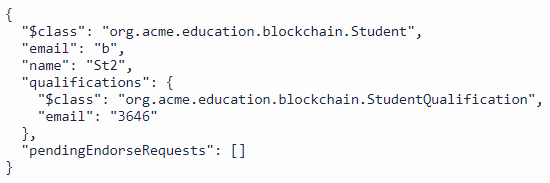 {
  "$class": "org.acme.education.blockchain.Student",
  "email": "b",
  "name": "St2",
  "qualifications": {
    "$class": "org.acme.education.blockchain.StudentQualification",
    "email": "3646"
  },
  "pendingEndorseRequests": []
}